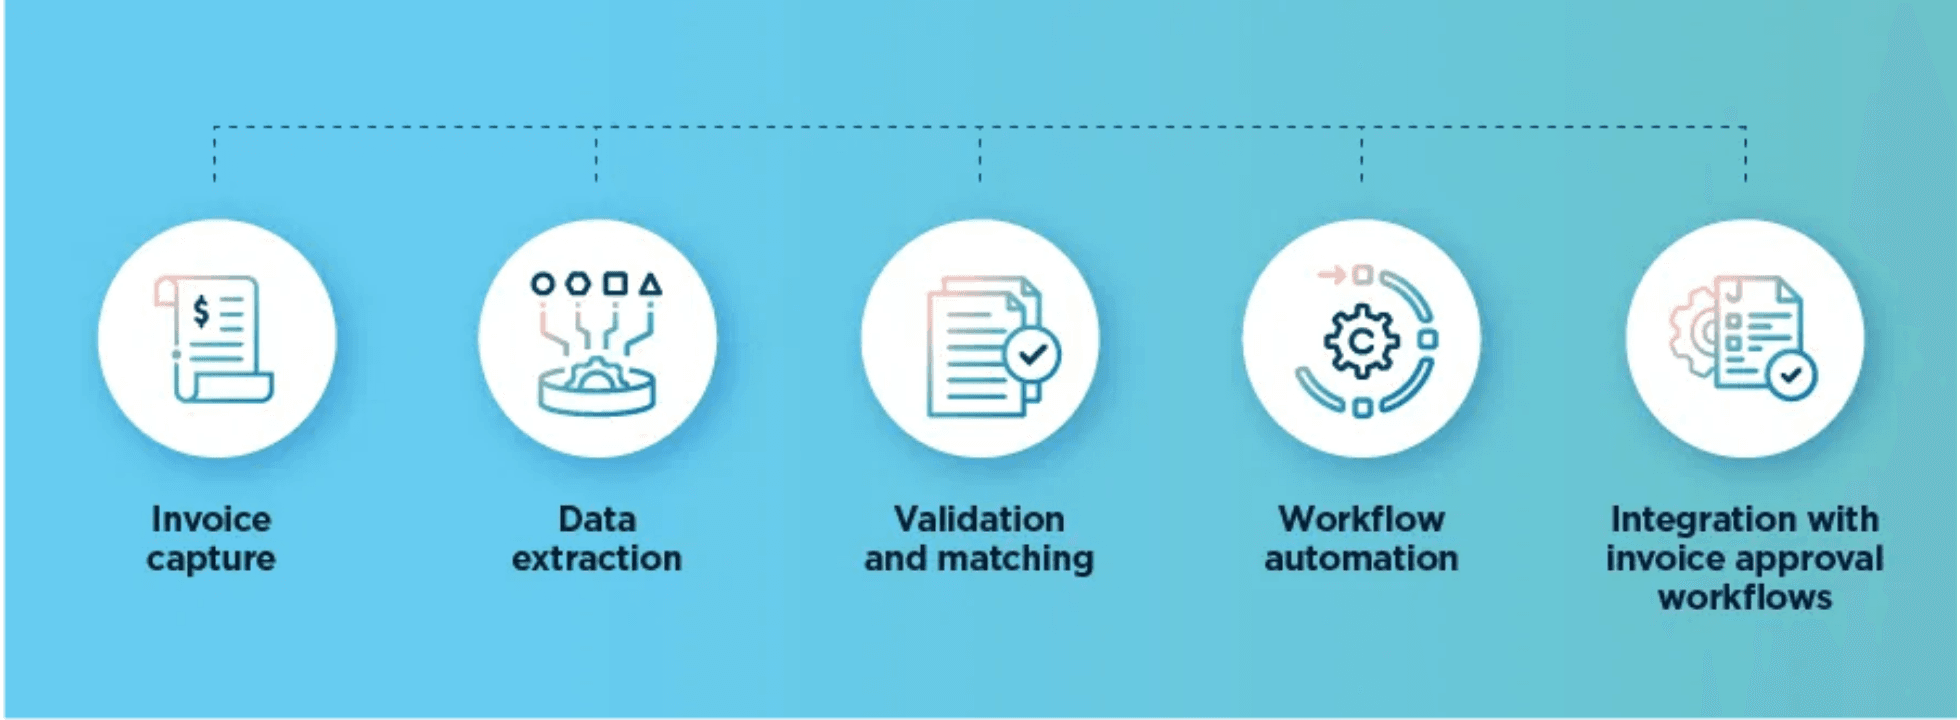 $
Invoice
capture
Data
extraction
Validation
and matching
C
Workflow
automation
Integration with
invoice approval
workflows